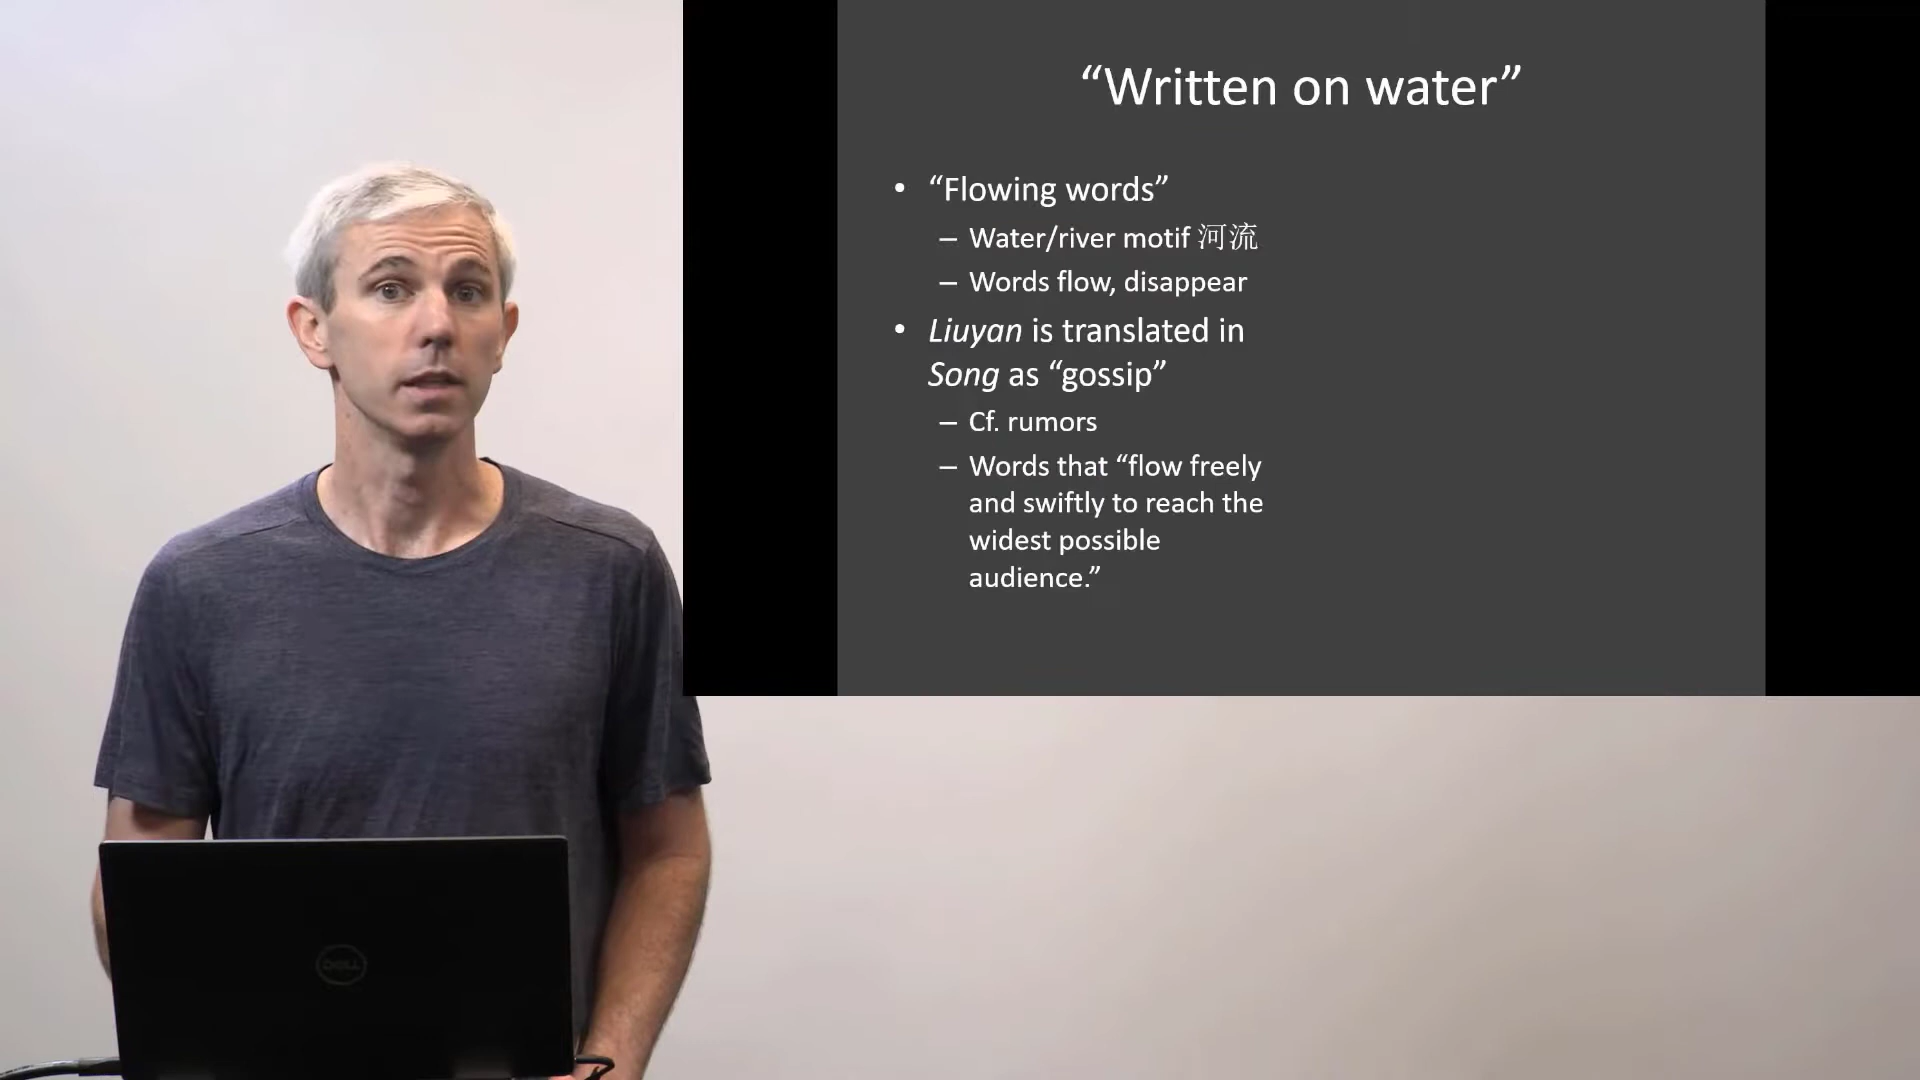 “Written on water”
• “Flowing words”
– Water/river motif 河流
– Words flow, disappear
• Liuyan is translated in
Song as “gossip”
– Cf. rumors
– Words that “flow freely
and swiftly to reach the
widest possible
audience.”
DELL